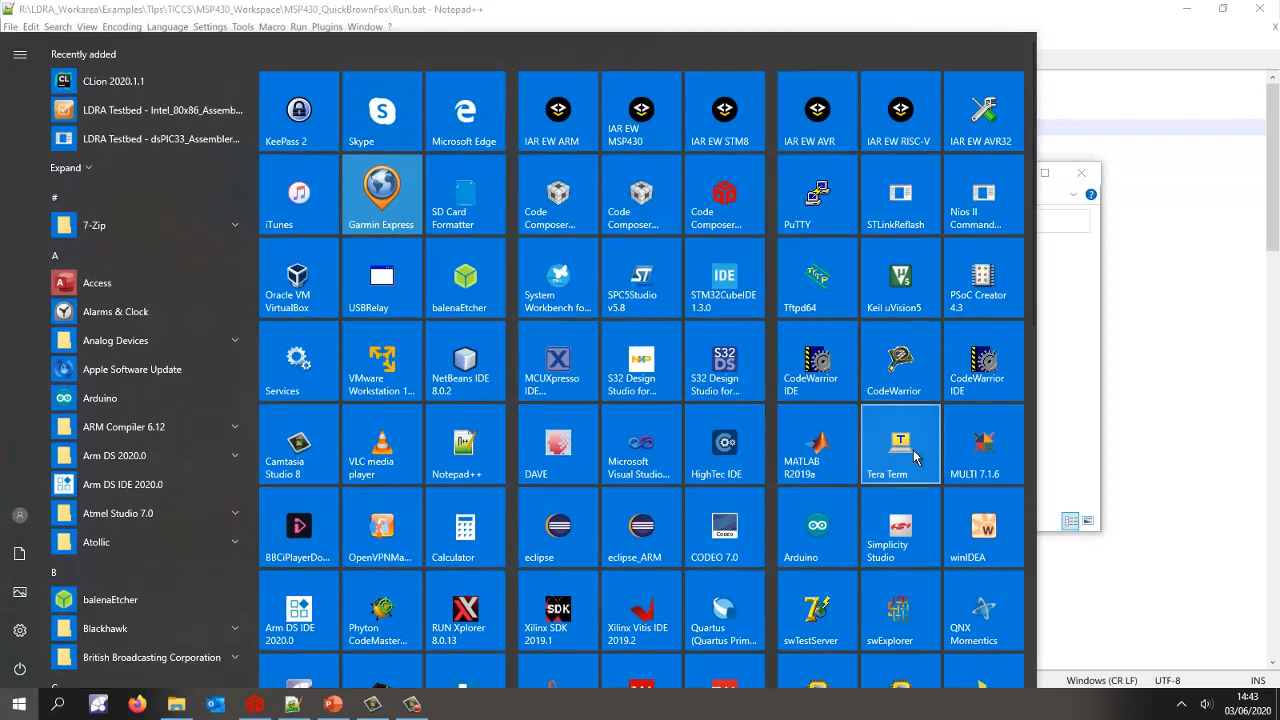 R:\LDRA_Workarea\Examples\TIps\TICCS\MSP430_Workspace\MSP430_QuickBrownFox\Run.bat - Notepad++
File Edit Search View Encoding Language Settings Tools Macro Run Plugins Window ?
Recently added
CLion 2020.1.1
LDRA Testbed - Intel_80x86_Assemb...
LDRA Testbed - dsPIC33_Assembler...
Expand
#
7-Zip
A
Access
Alarms & Clock
Analog Devices
Apple Software Update
Arduino
ARM Compiler 6.12
Arm DS 2020.0
Arm DS IDE 2020.0
Atmel Studio 7.0
Atollic
B
balenaEtcher
Blackhawk
British Broadcasting Corporation
KeePass 2
Skype
Microsoft Edge
IAR EW ARM
IAR EW
MSP430
IAR EW STM8
IAR EW AVR
IAR EW RISC-V
IAR EW AVR32
iTunes
Garmin Express
SD Card
Formatter
Code
Composer...
Code
Composer...
Code
Composer...
PuTTY
STLinkReflash
Nios II
Command...
Oracle VM
VirtualBox
USBRelay
balenaEtcher
System
Workbench fo...
SPC5Studio
v5.8
STM32CubeIDE
1.3.0
Tftpd64
Keil uVision5
PSoC Creator
4.3
Services
VMware
Workstation 1...
NetBeans IDE
8.0.2
MCUXpresso
IDE...
S32 Design
Studio for...
S32 Design
Studio for...
CodeWarrior
IDE
CodeWarrior
CodeWarrior
IDE
Camtasia
Studio 8
VLC media
player
Notepad++
DAVE
Microsoft
Visual Studio...
HighTec IDE
MATLAB
R2019a
Tera Term
MULTI 7.1.6
BBCiPlayerDo...
OpenVPNMa...
Calculator
eclipse
eclipse_ARM
CODEO 7.0
Arduino
Simplicity
Studio
winIDEA
Arm DS IDE
2020.0
Phyton
CodeMaster...
RUN Xplorer
8.0.13
Xilinx SDK
2019.1
Xilinx Vitis IDE
2019.2
Quartus
(Quartus Prim...
swTestServer
swExplorer
QNX
Momentics
Windows (CR LF) UTF-8 INS
14:43
03/06/2020